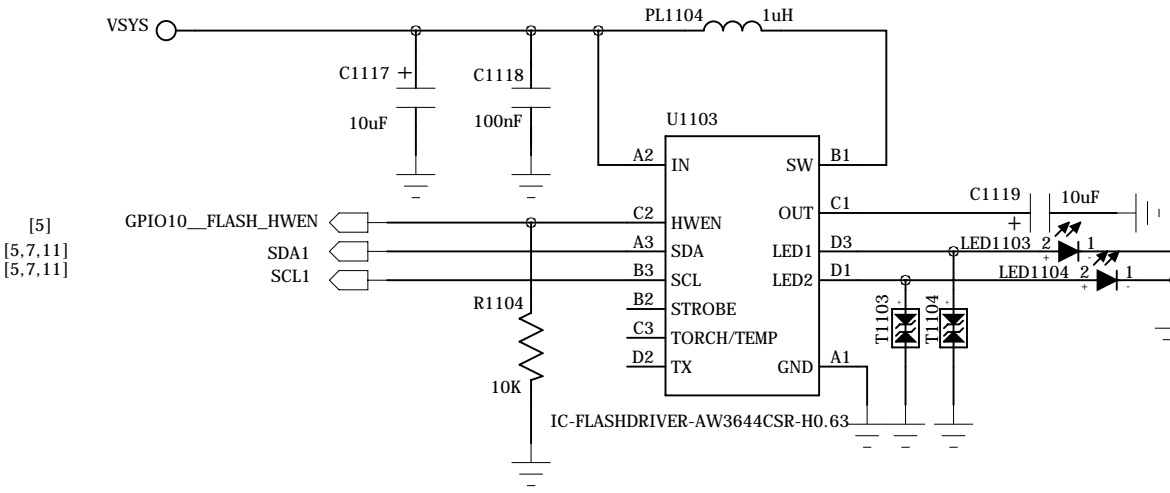 PL1104 1uH
VSYS
C1117 +
10uF
C1118
100nF
U1103
A2 IN
SW B1
C2 HWEN
OUT C1
C1119 10uF
+
[5] GPIO10__FLASH_HWEN
[5,7,11] SDA1
[5,7,11] SCL1
A3 SDA
LED1 D3
LED1103 2 1
+ -
B3 SCL
LED2 D1
LED1104 2 1
+ -
R1104
10K
B2 STROBE
C3 TORCH/TEMP
D2 TX
GND A1
T1103
+
T1104
+
IC-FLASHDRIVER-AW3644CSR-H0.63